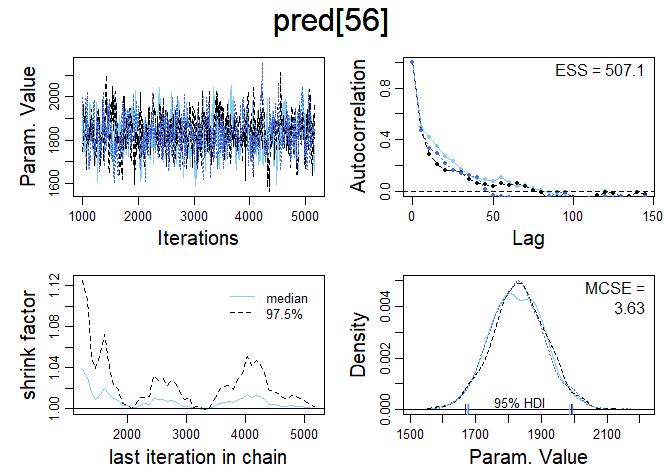 pred[56]
Param. Value
1600 1800 2000
1000 2000 3000 4000 5000
Iterations
Autocorrelation
0.0 0.4 0.8
ESS = 507.1
0 50 100 150
Lag
shrink factor
1.00 1.04 1.08 1.12
median
97.5%
2000 3000 4000 5000
last iteration in chain
Density
0.000 0.002 0.004
MCSE =
3.63
95% HDI
1500 1700 1900 2100
Param. Value